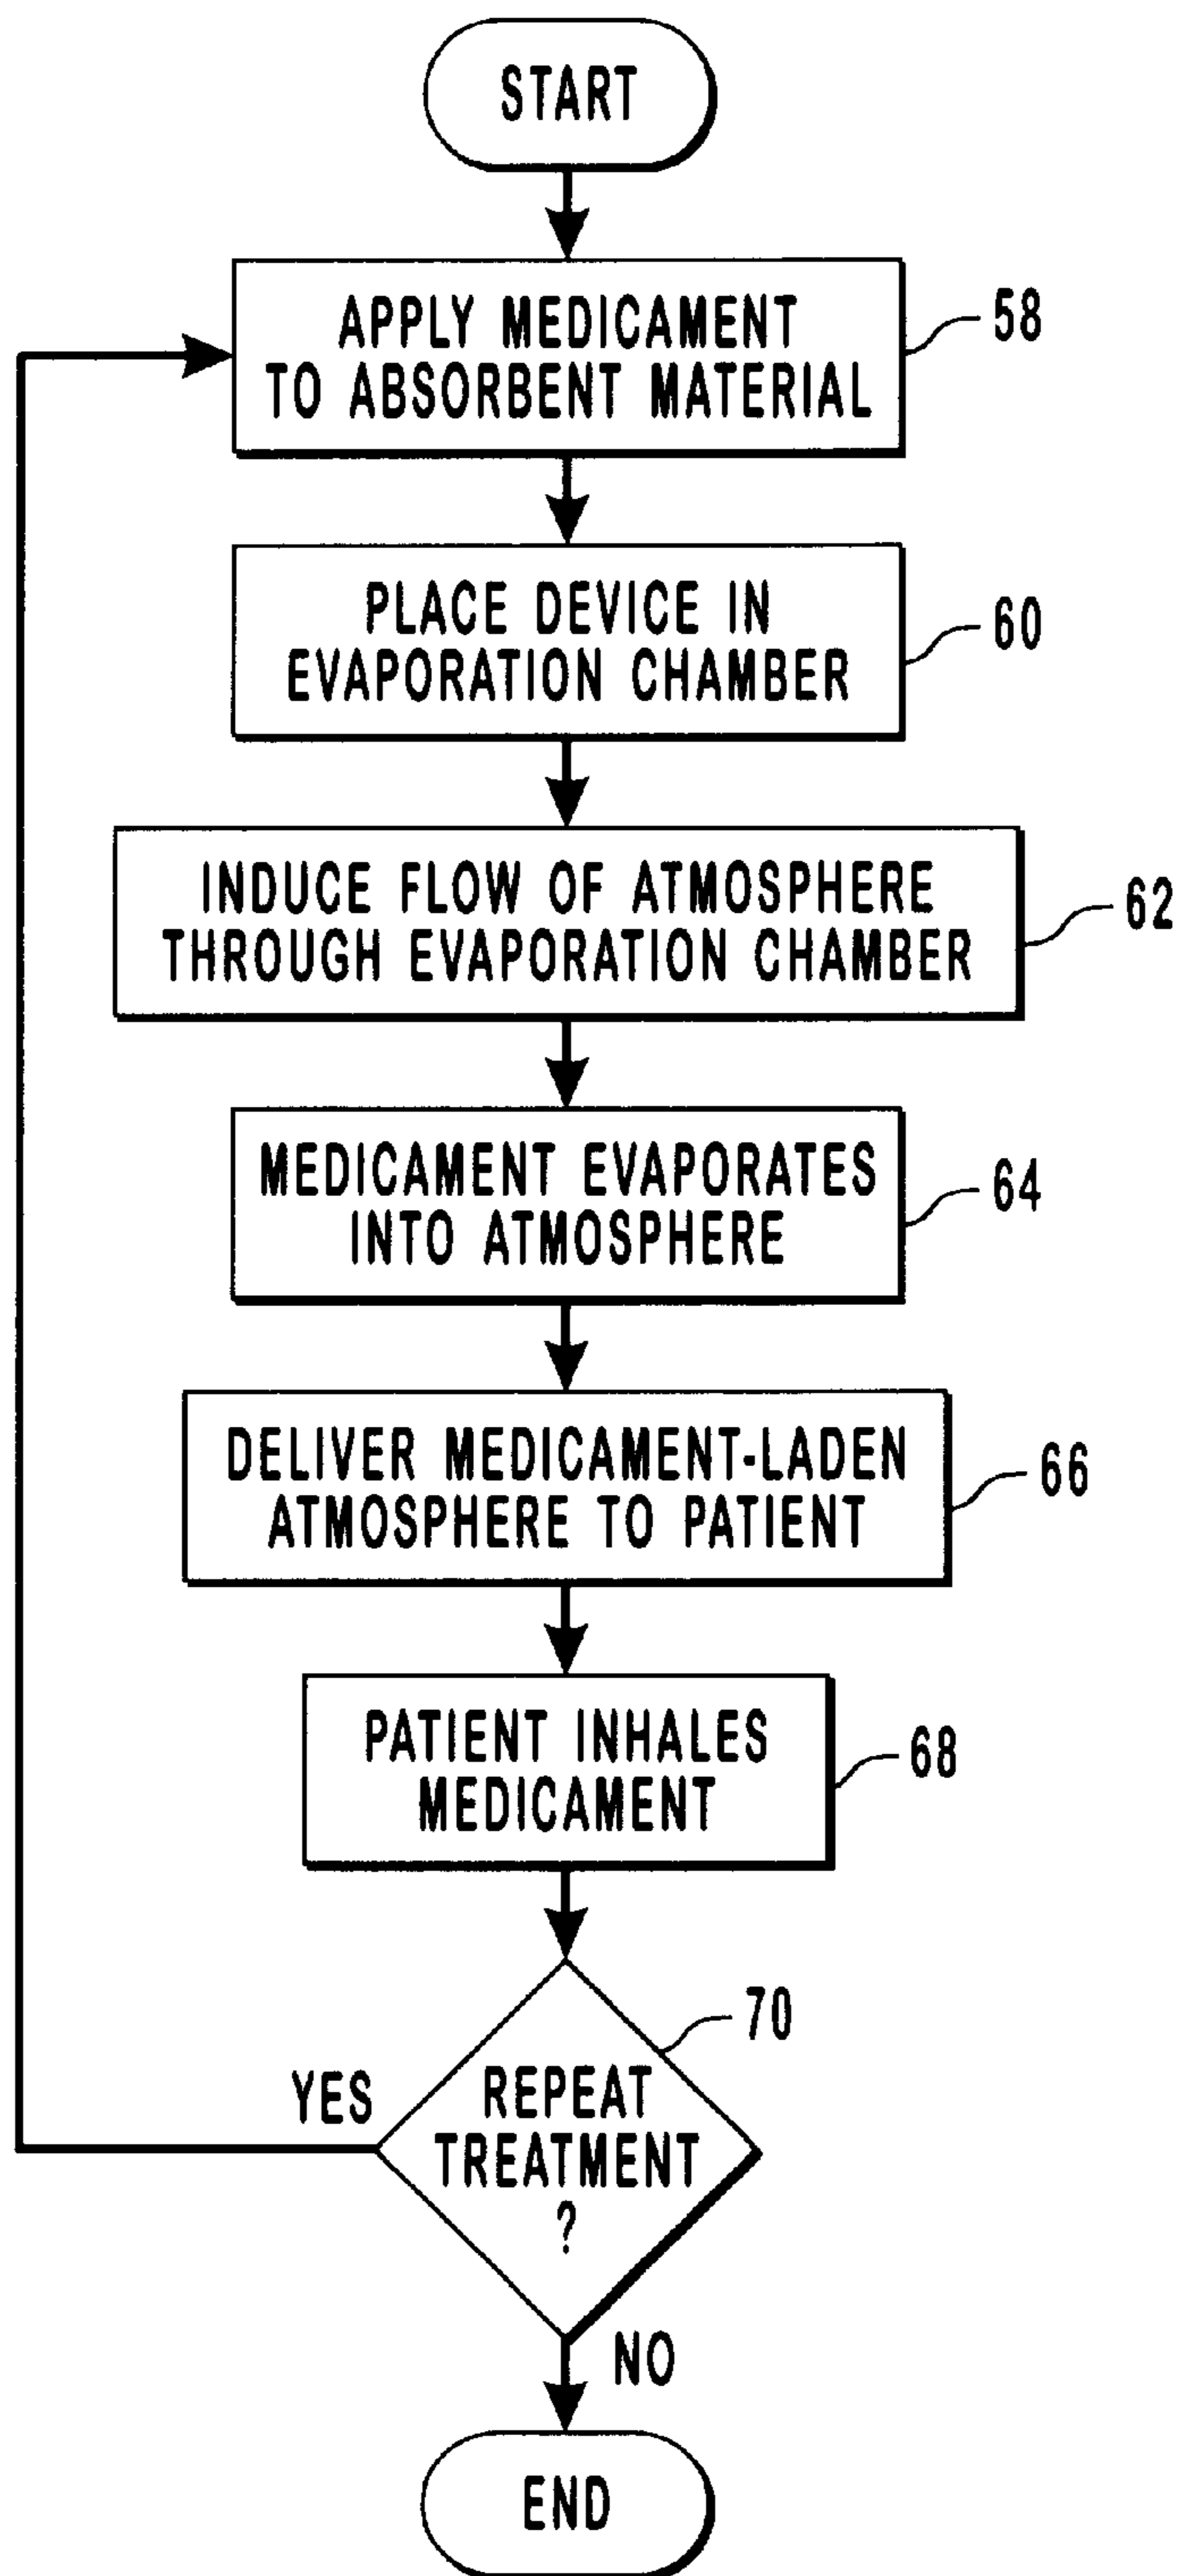 START
APPLY MEDICAMENT
TO ABSORBENT MATERIAL
58
PLACE DEVICE IN
EVAPORATION CHAMBER
60
INDUCE FLOW OF ATMOSPHERE
THROUGH EVAPORATION CHAMBER
62
MEDICAMENT EVAPORATES
INTO ATMOSPHERE
64
DELIVER MEDICAMENT-LADEN
ATMOSPHERE TO PATIENT
66
PATIENT INHALES
MEDICAMENT
68
70
REPEAT
TREATMENT
?
YES
NO
END